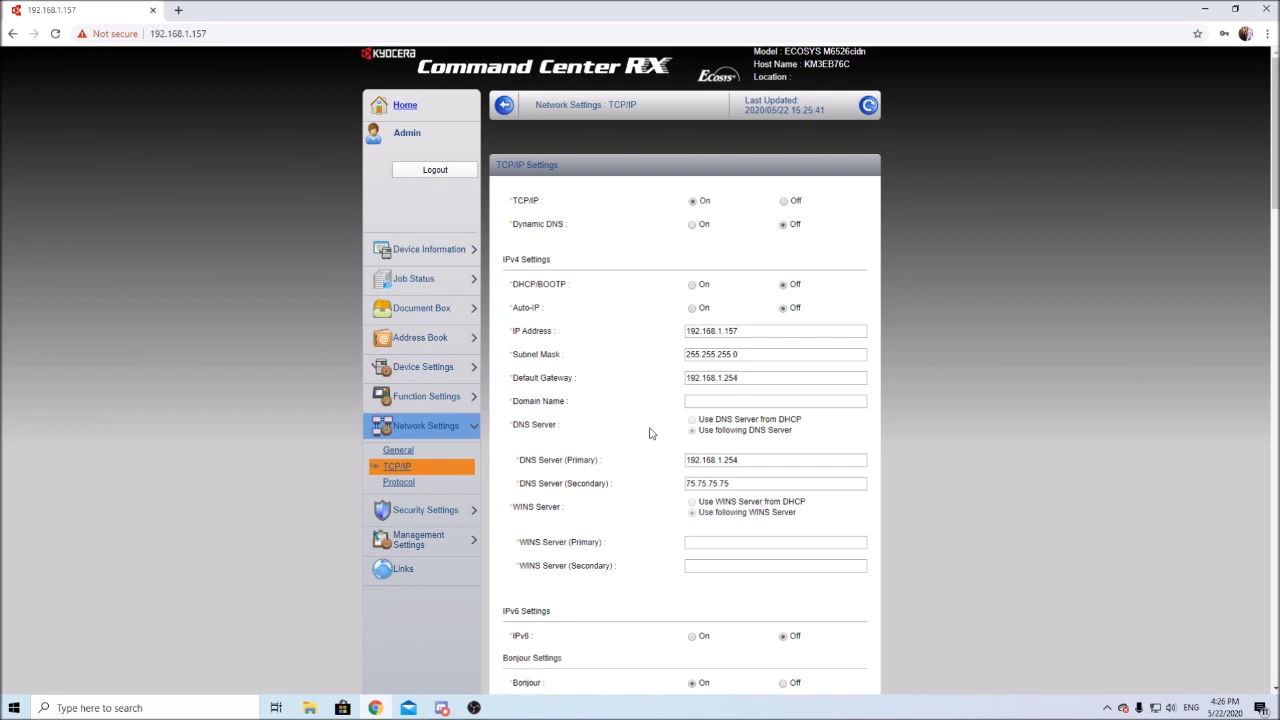 192.168.1.157
Not secure
192.168.1.157
KYOCERA
Command Center RX
Ecosys
Model : ECOSYS M6526cidn
Host Name : KM3EB76C
Location :
Home
Admin
Logout
Device Information
Job Status
Document Box
Address Book
Device Settings
Function Settings
Network Settings
General
TCP/IP
Protocol
Security Settings
Management
Settings
Links
Network Settings : TCP/IP
Last Updated:
2020/05/22 15:25:41
TCP/IP Settings
*TCP/IP : On Off
*Dynamic DNS : On Off
IPv4 Settings
*DHCP/BOOTP : On Off
*Auto-IP : On Off
*IP Address : 192.168.1.157
*Subnet Mask : 255.255.255.0
*Default Gateway : 192.168.1.254
*Domain Name :
*DNS Server : Use DNS Server from DHCP
Use following DNS Server
*DNS Server (Primary) : 192.168.1.254
*DNS Server (Secondary) : 75.75.75.75
*WINS Server : Use WINS Server from DHCP
Use following WINS Server
*WINS Server (Primary) :
*WINS Server (Secondary) :
IPv6 Settings
*IPv6 : On Off
Bonjour Settings
*Bonjour : On Off
Type here to search
ENG
4:26 PM
5/22/2020